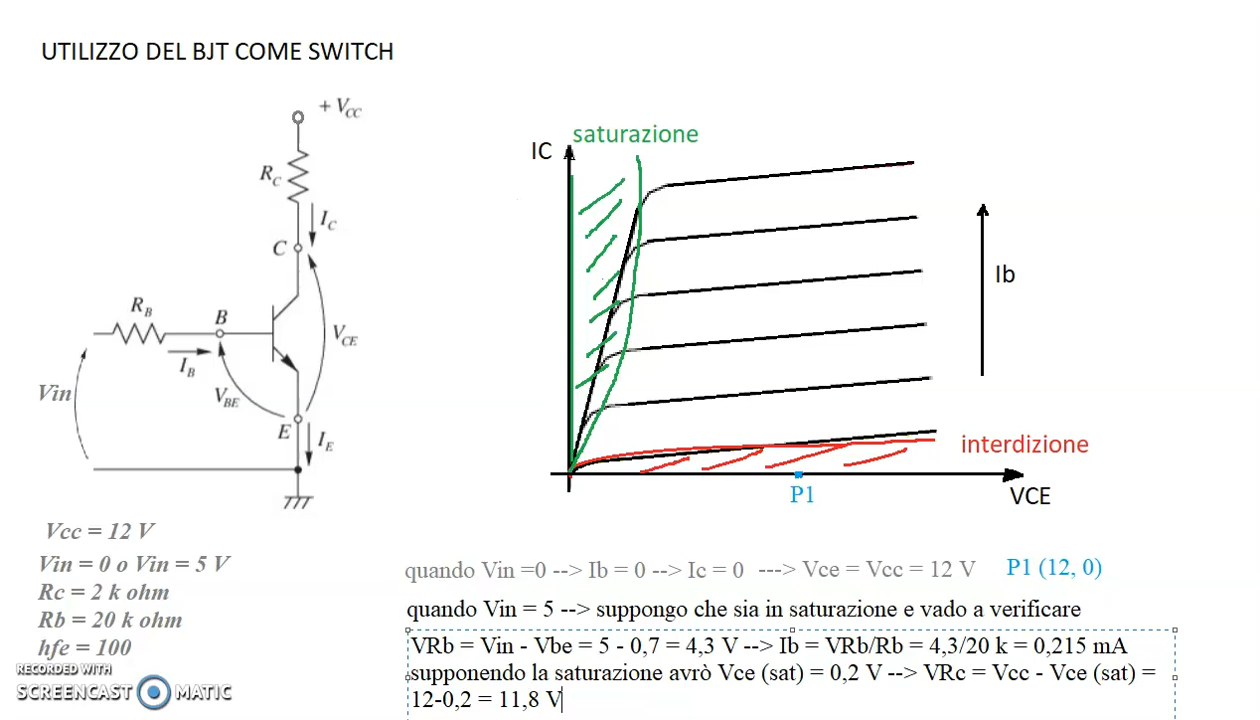 UTILIZZO DEL BJT COME SWITCH
+ VCC
RC
IC
C
RB
B
IB
VCE
VBE
Vin
E
IE
saturazione
IC
Ib
interdizione
P1
VCE
Vcc = 12 V
Vin = 0 o Vin = 5 V
Rc = 2 k ohm
Rb = 20 k ohm
hfe = 100
quando Vin =0 --> Ib = 0 --> Ic = 0 ---> Vce = Vcc = 12 V P1 (12, 0)
quando Vin = 5 --> suppongo che sia in saturazione e vado a verificare
VRb = Vin - Vbe = 5 - 0,7 = 4,3 V --> Ib = VRb/Rb = 4,3/20 k = 0,215 mA
supponendo la saturazione avrò Vce (sat) = 0,2 V --> VRc = Vcc - Vce (sat) =
12-0,2 = 11,8 V
RECORDED WITH
SCREENCAST MATIC